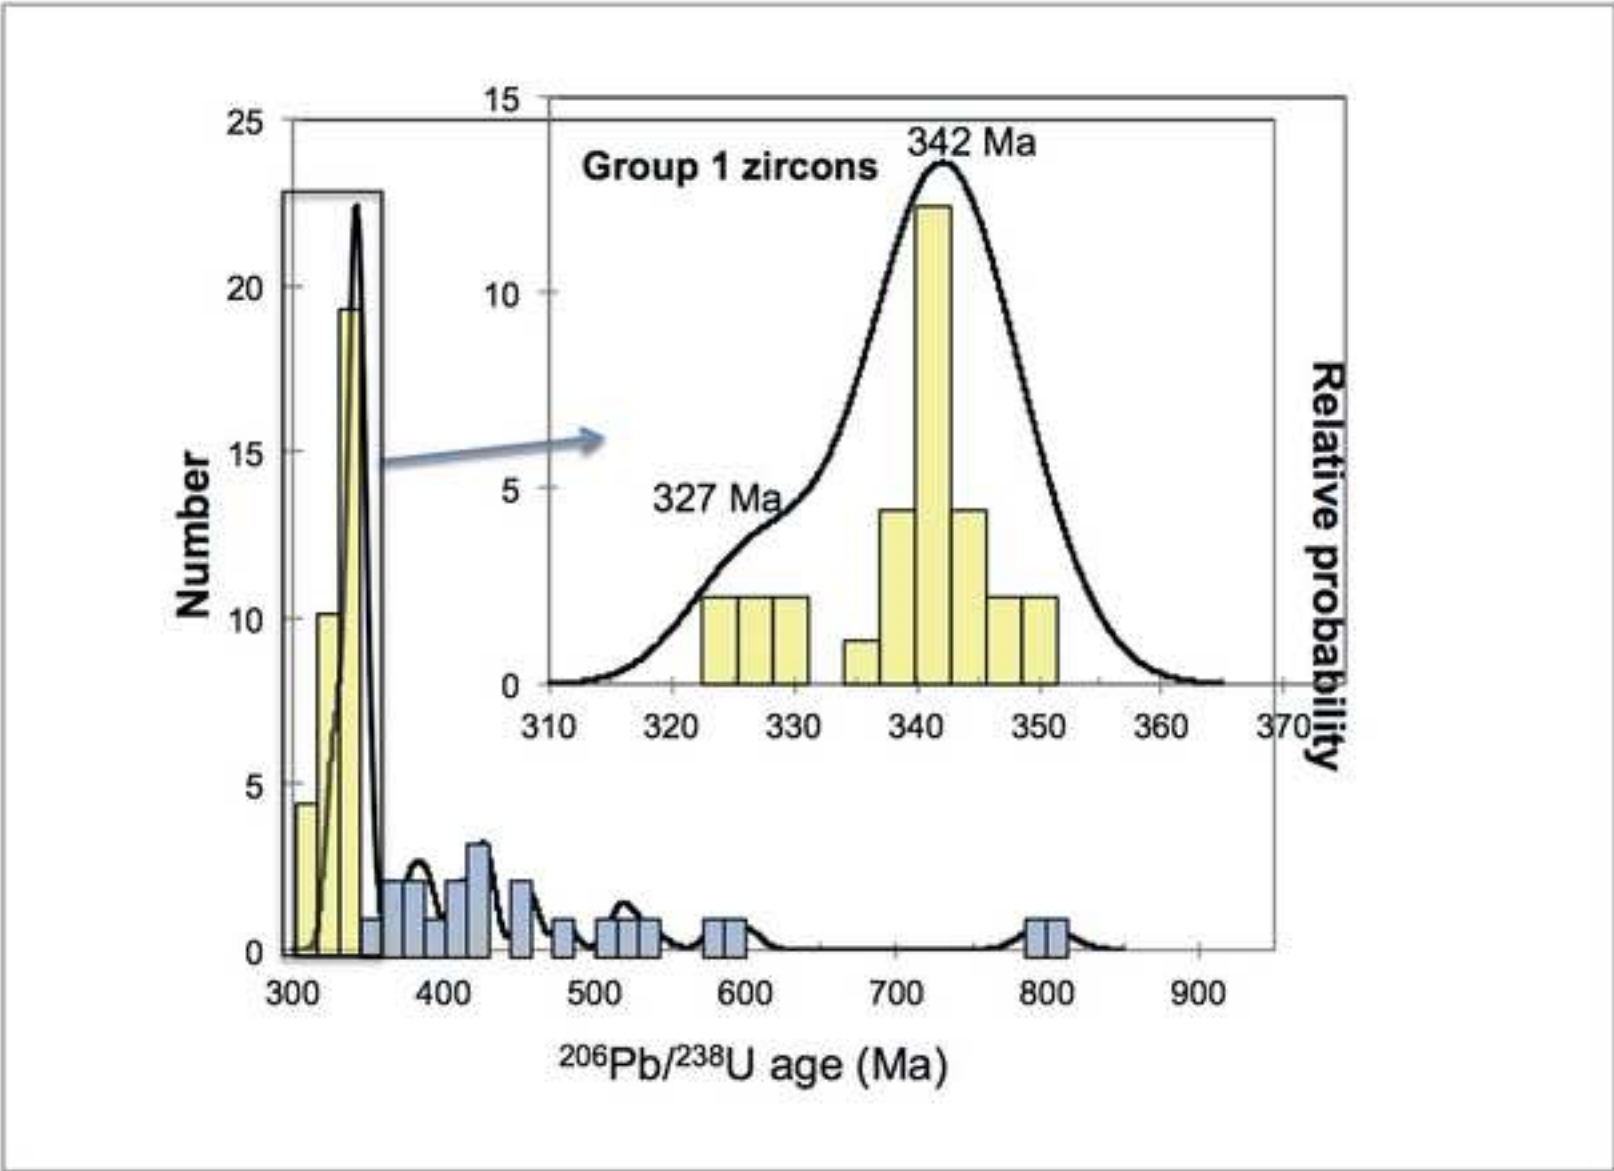 15
25
342 Ma
Group 1 zircons
20
10
Relative probability
15
Number
5
327 Ma
10
0
310 320 330 340 350 360 370
5
0
300 400 500 600 700 800 900
206Pb/238U age (Ma)